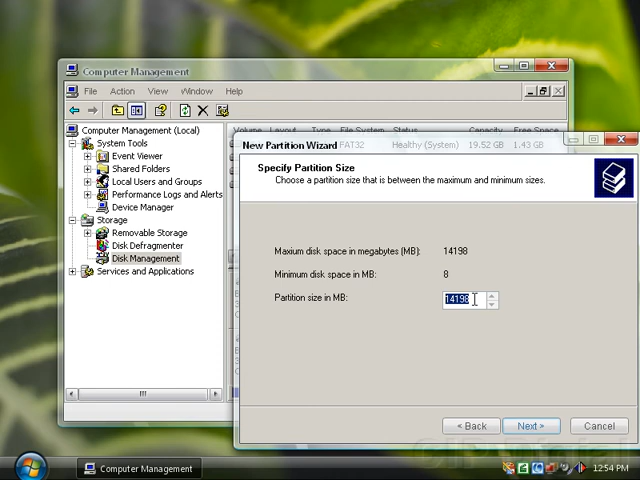 Computer Management
File Action View Window Help
Computer Management (Local)
System Tools
Event Viewer
Shared Folders
Local Users and Groups
Performance Logs and Alerts
Device Manager
Storage
Removable Storage
Disk Defragmenter
Disk Management
Services and Applications
Volume Layout Type File System Status Capacity Free Space
FAT32 Healthy (System) 19.52 GB 1.43 GB
New Partition Wizard
Specify Partition Size
Choose a partition size that is between the maximum and minimum sizes.
Maxium disk space in megabytes (MB): 14198
Minimum disk space in MB: 8
Partition size in MB: 14198
< Back Next > Cancel
Computer Management
12:54 PM